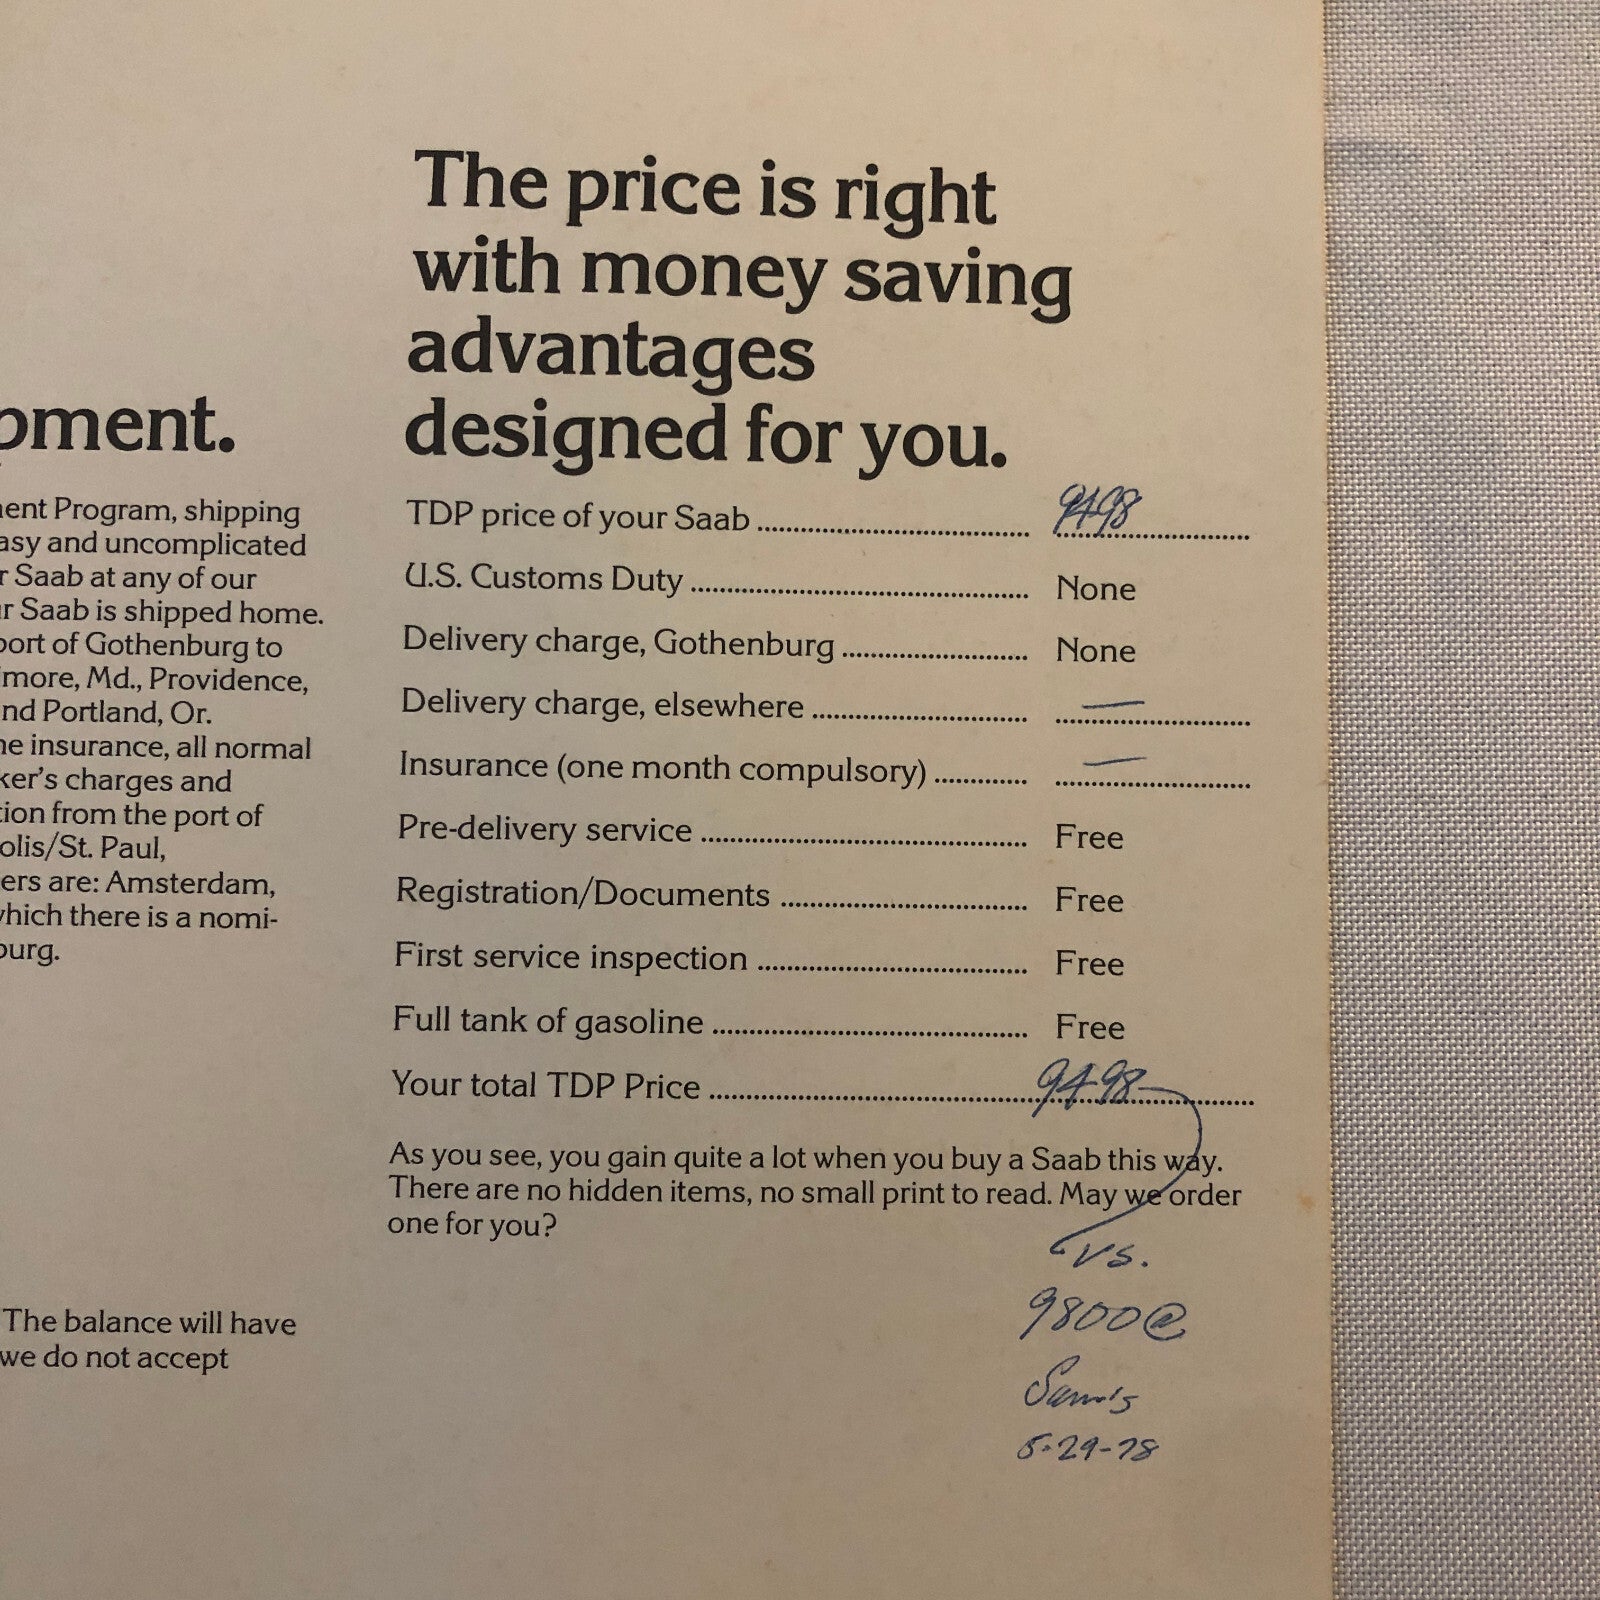 pment.
ent Program, shipping
asy and uncomplicated
r Saab at any of our
ur Saab is shipped home.
port of Gothenburg to
more, Md., Providence,
nd Portland, Or.
ne insurance, all normal
ker's charges and
tion from the port of
olis/St. Paul,
ers are: Amsterdam,
which there is a nomi-
burg.
The balance will have
we do not accept
The price is right
with money saving
advantages
designed for you.
TDP price of your Saab ........ 9498
U.S. Customs Duty ........ None
Delivery charge, Gothenburg ........ None
Delivery charge, elsewhere ........ —
Insurance (one month compulsory) ........ —
Pre-delivery service ........ Free
Registration/Documents ........ Free
First service inspection ........ Free
Full tank of gasoline ........ Free
Your total TDP Price ........ 9498
As you see, you gain quite a lot when you buy a Saab this way.
There are no hidden items, no small print to read. May we order
one for you?
vs.
9800@
5-29-78